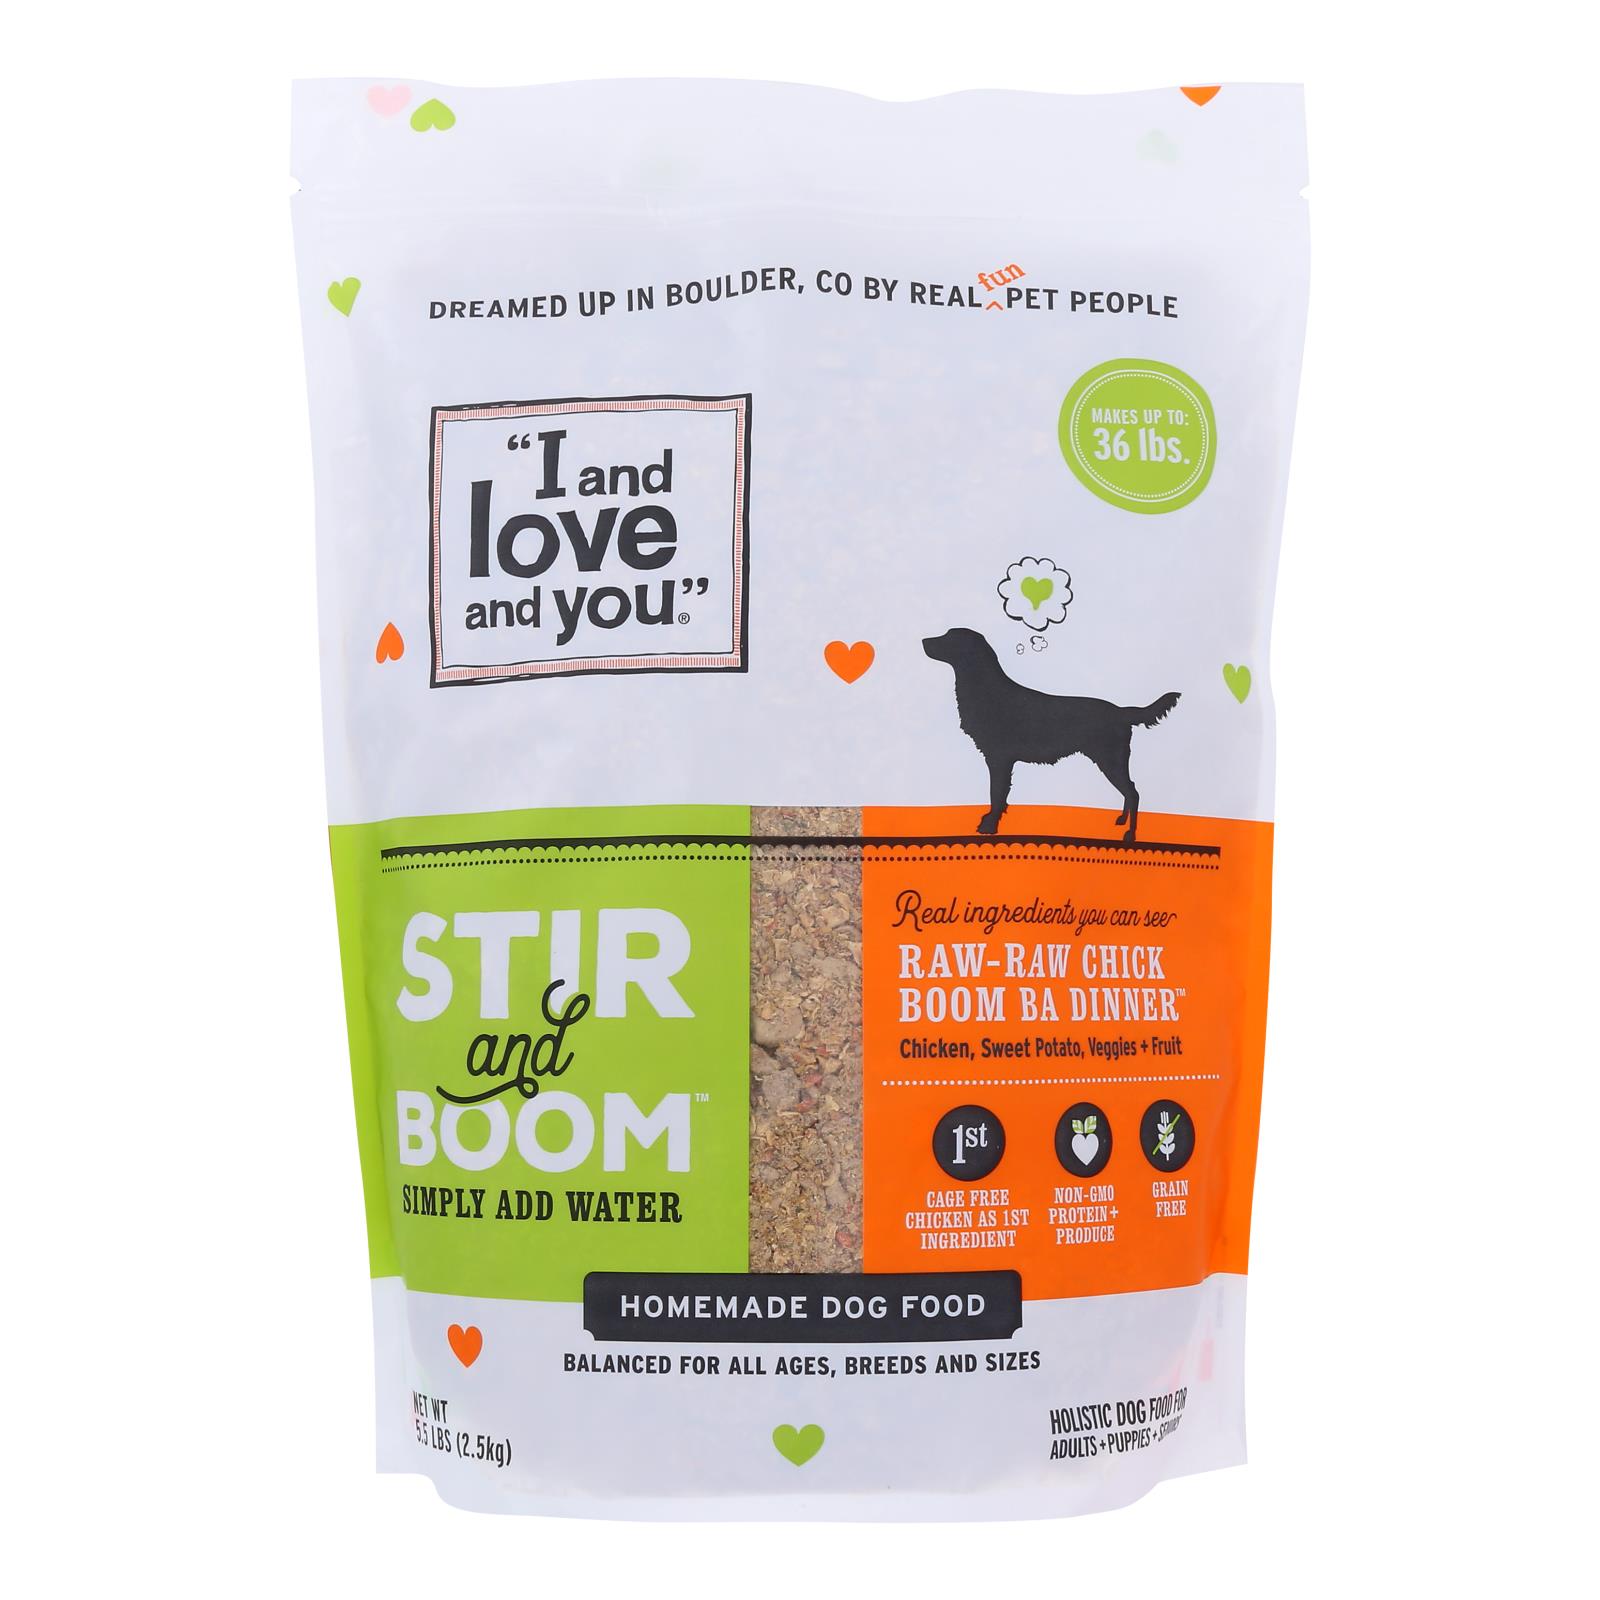 DREAMED UP IN BOULDER, CO BY REAL fun PET PEOPLE
MAKES UP TO:
36 lbs.
"I and
love
and you"®
STIR
and
BOOM™
SIMPLY ADD WATER
Real ingredients you can see
RAW-RAW CHICK
BOOM BA DINNER™
Chicken, Sweet Potato, Veggies + Fruit
1st
CAGE FREE
CHICKEN AS 1ST
INGREDIENT
NON-GMO
PROTEIN+
PRODUCE
GRAIN
FREE
HOMEMADE DOG FOOD
BALANCED FOR ALL AGES, BREEDS AND SIZES
NET WT
5.5 LBS (2.5kg)
HOLISTIC DOG FOOD FOR
ADULTS + PUPPIES + SENIORS